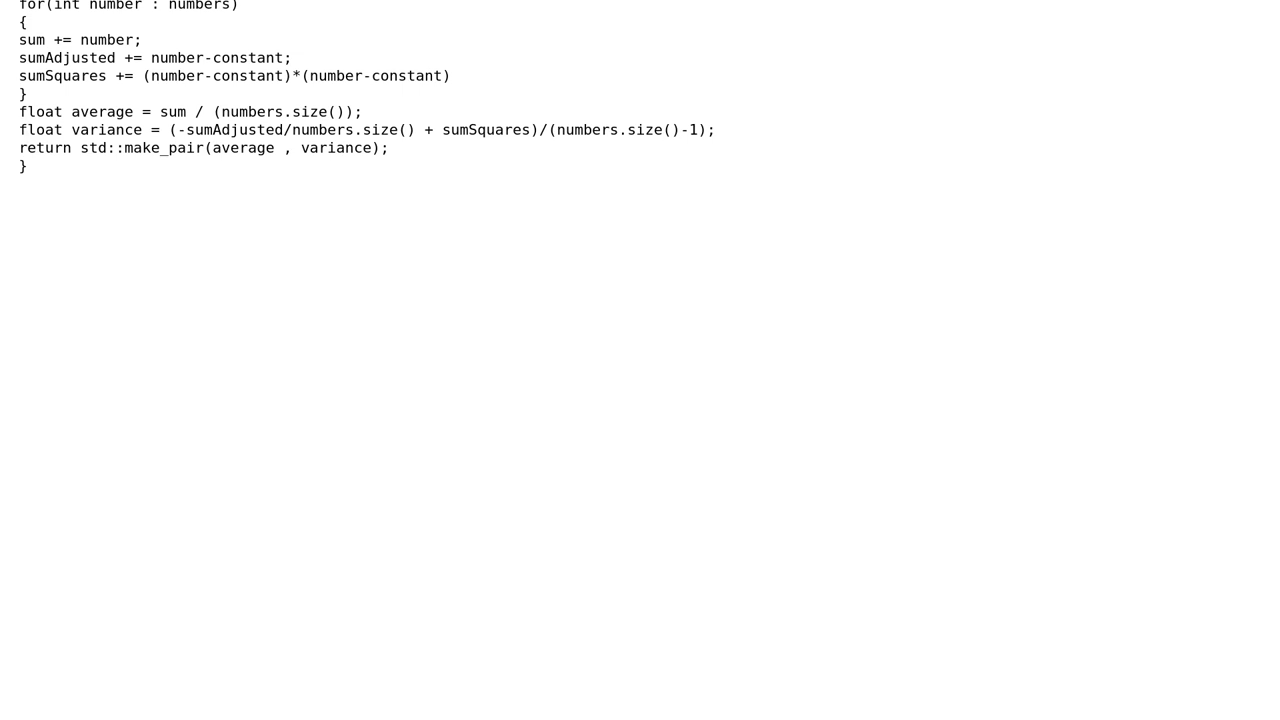 for(int number : numbers)
{
sum += number;
sumAdjusted += number-constant;
sumSquares += (number-constant)*(number-constant)
}
float average = sum / (numbers.size());
float variance = (-sumAdjusted/numbers.size() + sumSquares)/(numbers.size()-1);
return std::make_pair(average , variance);
}